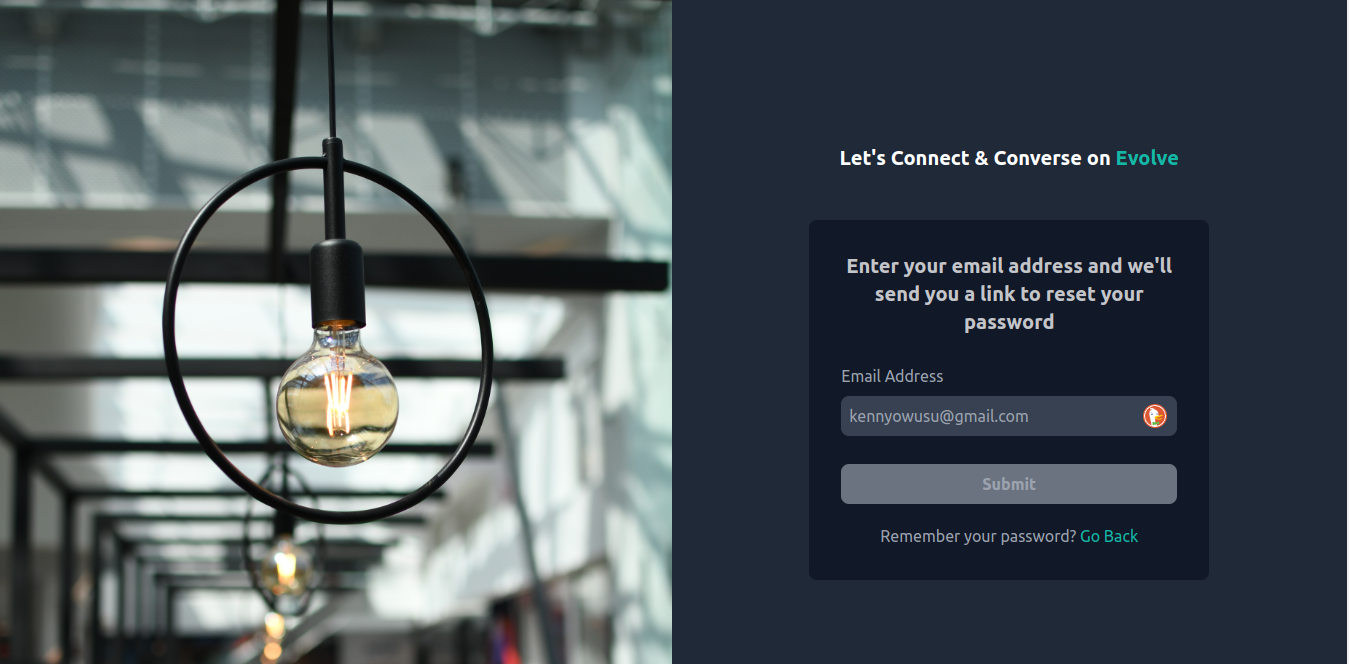 Let's Connect & Converse on Evolve
Enter your email address and we'll
send you a link to reset your
password
Email Address
kennyowusu@gmail.com
Submit
Remember your password? Go Back